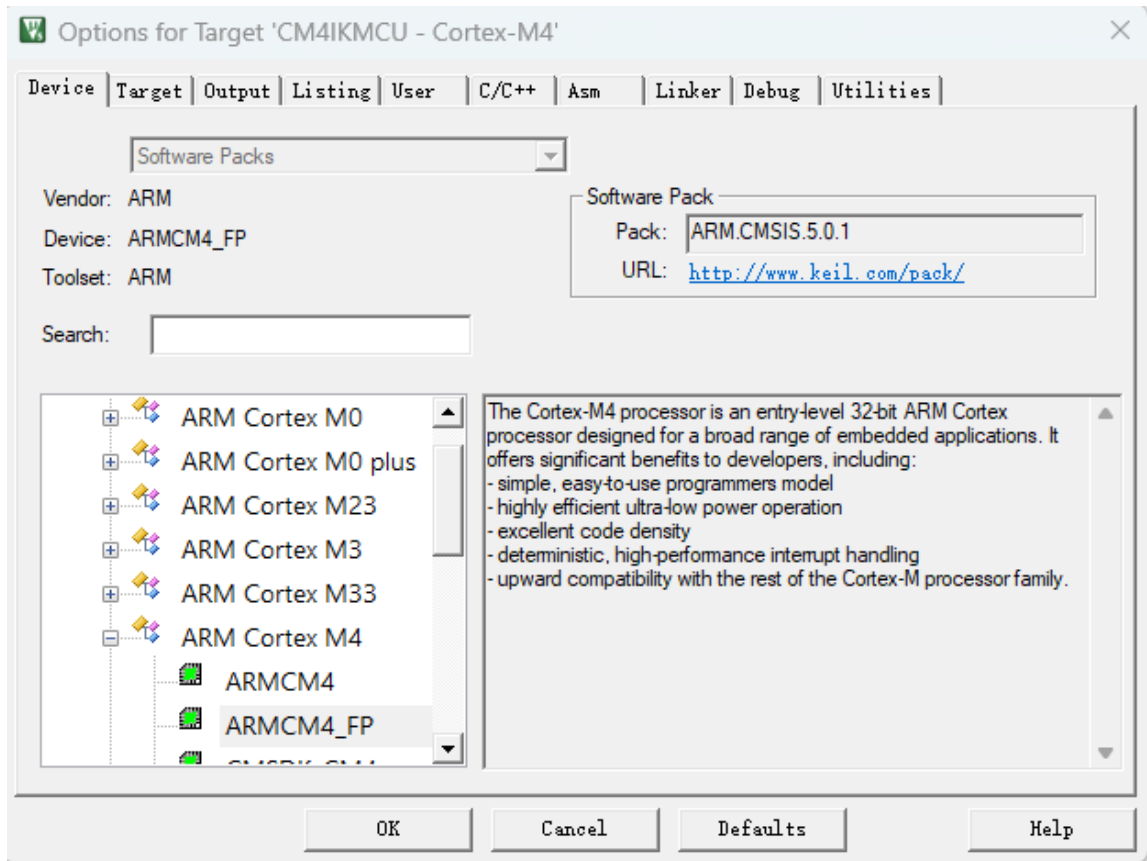 Options for Target 'CM4IKMCU - Cortex-M4'
Device Target Output Listing User C/C++ Asm Linker Debug Utilities
Software Packs
Vendor: ARM
Device: ARMCM4_FP
Toolset: ARM
Software Pack
Pack: ARM.CMSIS.5.0.1
URL: http://www.keil.com/pack/
Search:
ARM Cortex M0
ARM Cortex M0 plus
ARM Cortex M23
ARM Cortex M3
ARM Cortex M33
ARM Cortex M4
ARMCM4
ARMCM4_FP
The Cortex-M4 processor is an entry-level 32-bit ARM Cortex
processor designed for a broad range of embedded applications. It
offers significant benefits to developers, including:
- simple, easy-to-use programmers model
- highly efficient ultra-low power operation
- excellent code density
- deterministic, high-performance interrupt handling
- upward compatibility with the rest of the Cortex-M processor family.
OK Cancel Defaults Help